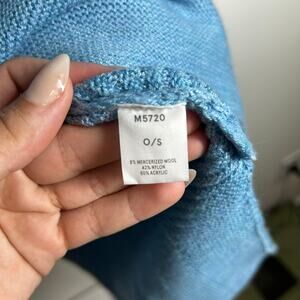 M5720
O/S
8% MERCERIZED WOOL
42% NYLON
50% ACRYLIC